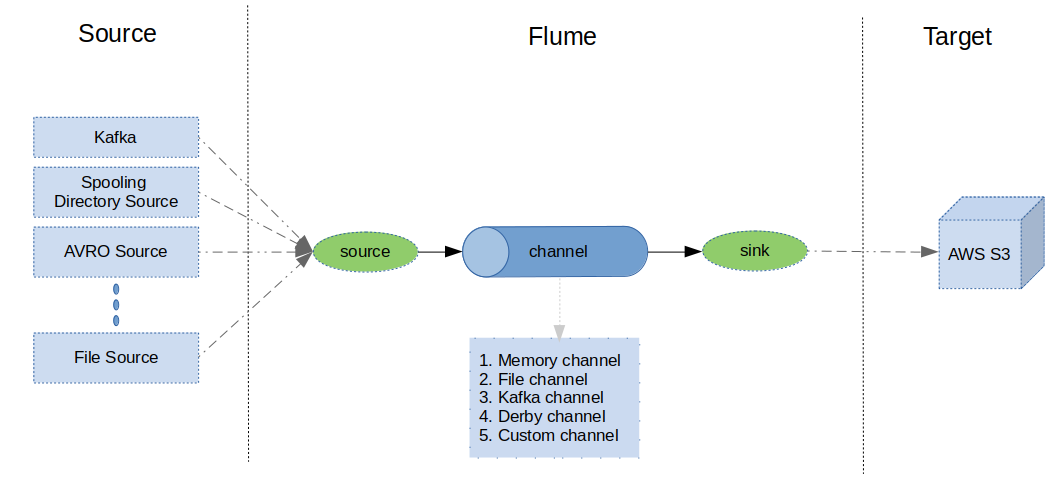 Source
Flume
Target
Kafka
Spooling
Directory Source
AVRO Source
File Source
source
channel
sink
AWS S3
1. Memory channel
2. File channel
3. Kafka channel
4. Derby channel
5. Custom channel